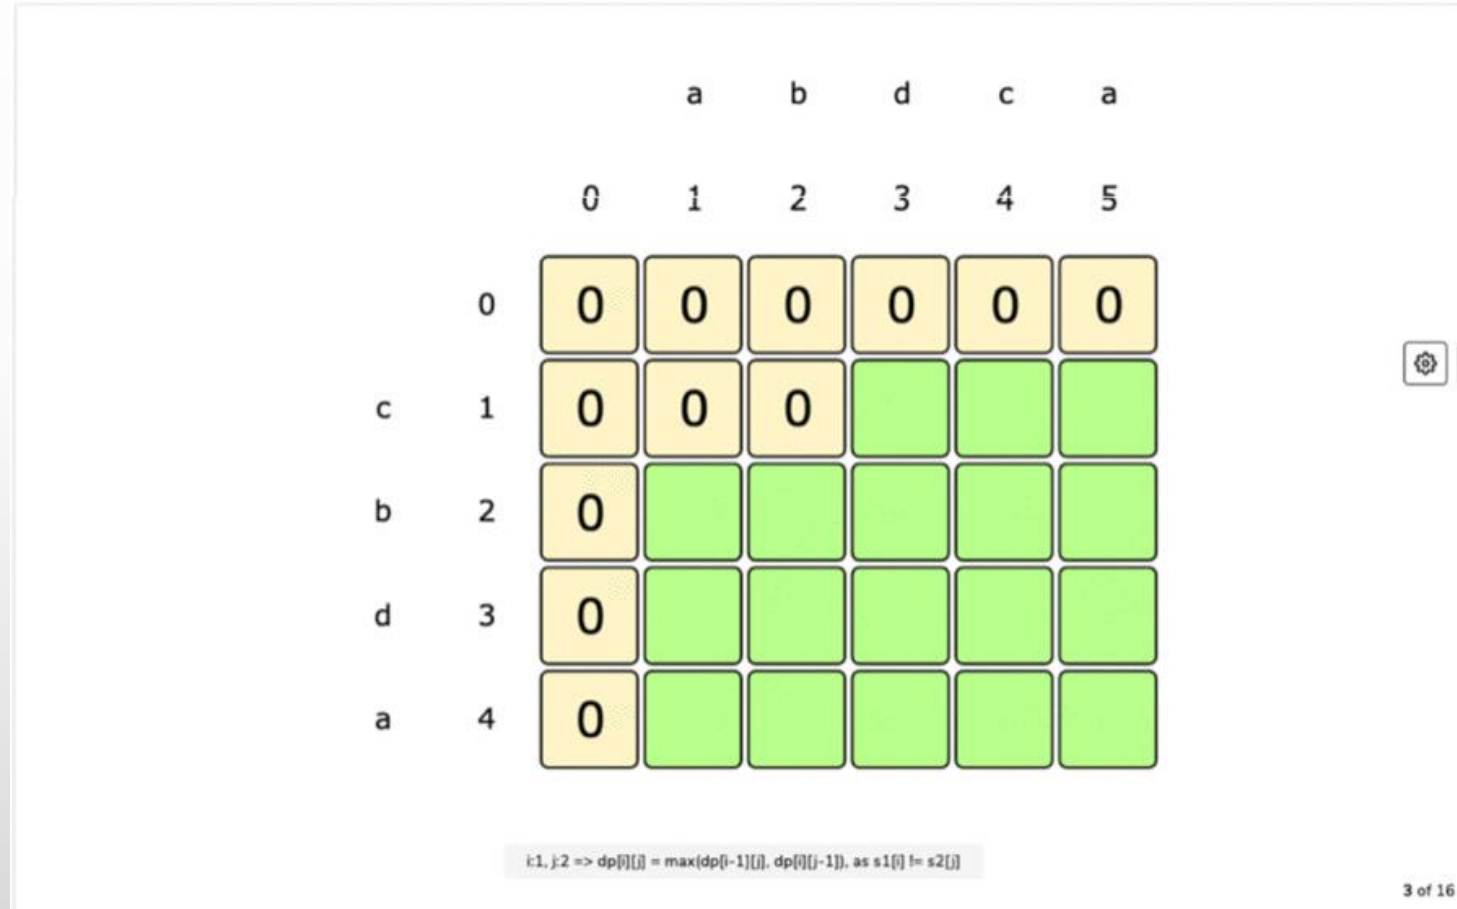 a b d c a
0 1 2 3 4 5
0 0 0 0 0 0 0
c 1 0 0 0
b 2 0
d 3 0
a 4 0
i:1, j:2 => dp[i][j] = max(dp[i-1][j], dp[i][j-1]), as s1[i] != s2[j]
3 of 16